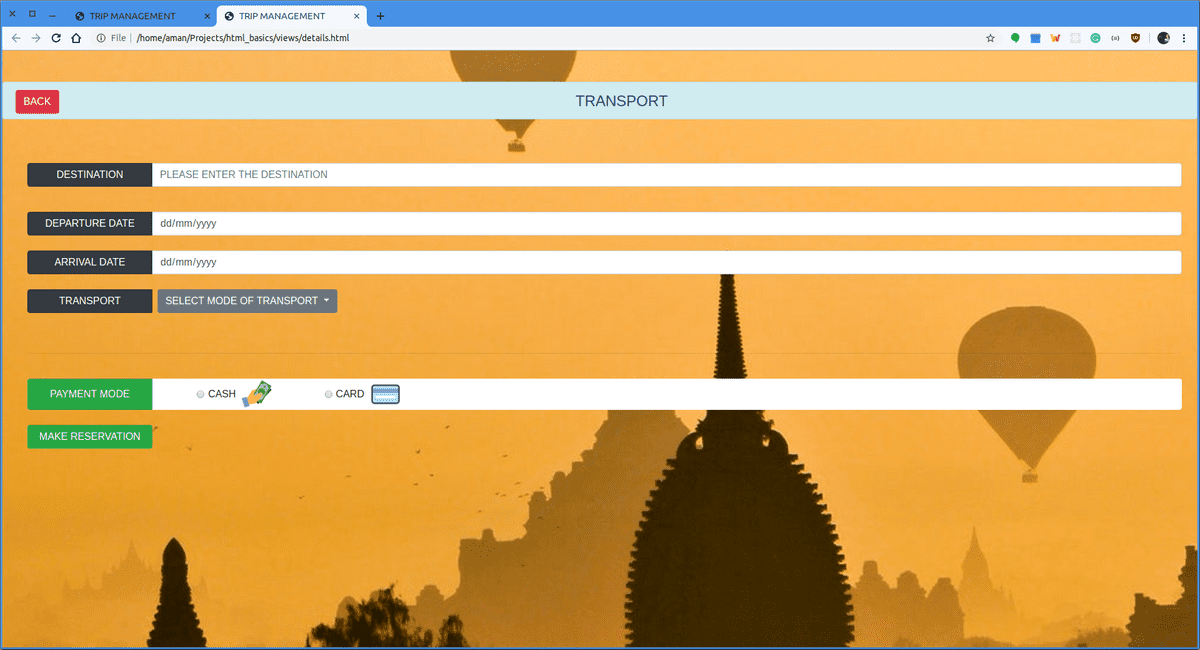 TRIP MANAGEMENT
TRIP MANAGEMENT
File | /home/aman/Projects/html_basics/views/details.html
BACK
TRANSPORT
DESTINATION PLEASE ENTER THE DESTINATION
DEPARTURE DATE dd/mm/yyyy
ARRIVAL DATE dd/mm/yyyy
TRANSPORT SELECT MODE OF TRANSPORT
PAYMENT MODE CASH CARD
MAKE RESERVATION